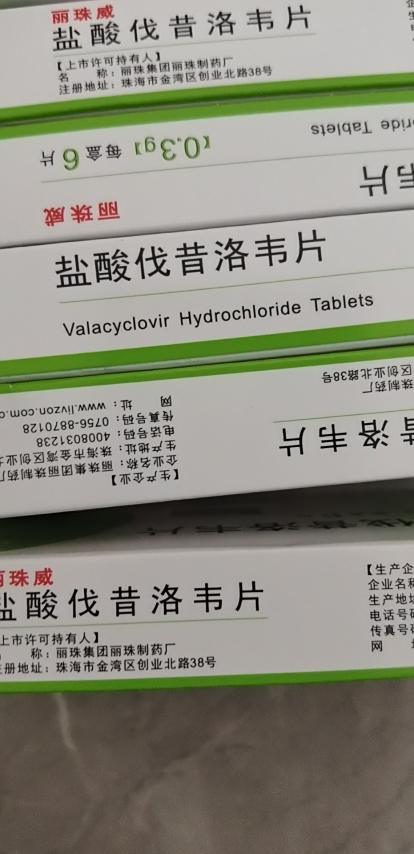 丽珠威
盐酸伐昔洛韦片
【上市许可持有人】
名 称：丽珠集团丽珠制药厂
注册地址：珠海市金湾区创业北路38号
ride Tablets
【0.3g】每盒6片
韦片
丽珠威
盐酸伐昔洛韦片
Valacyclovir Hydrochloride Tablets
昔洛韦片
珠制药厂
区创业北路38号
【生产企业】
企业名称：丽珠集团丽珠制药厂
生产地址：珠海市金湾区创业北
电话号码：4008031238
传真号码：0756-8870128
网 址：www.livzon.com.c
丽珠威
盐酸伐昔洛韦片
上市许可持有人】
称：丽珠集团丽珠制药厂
册地址：珠海市金湾区创业北路38号
【生产企
企业名称
生产地址
电话号码
传真号码
网